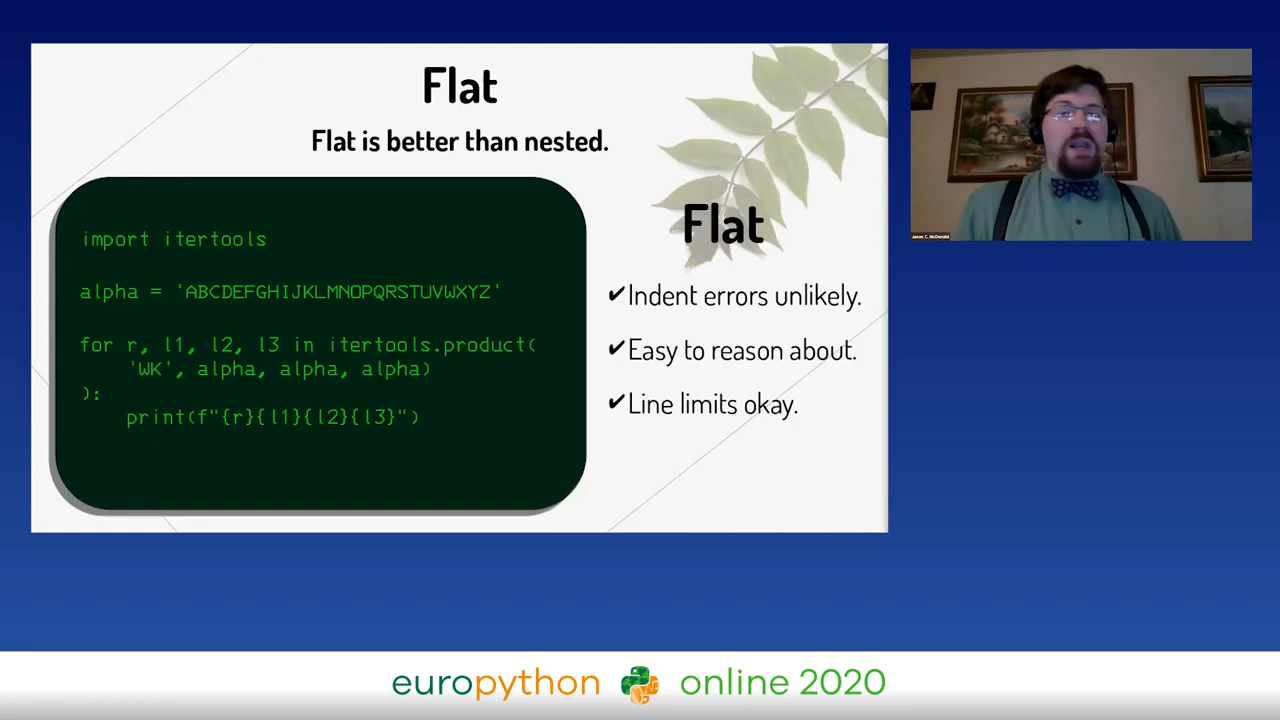 Flat
Flat is better than nested.
import itertools
alpha = 'ABCDEFGHIJKLMNOPQRSTUVWXYZ'
for r, l1, l2, l3 in itertools.product(
    'WK', alpha, alpha, alpha)
):
    print(f"{r}{l1}{l2}{l3}")
Flat
✔Indent errors unlikely.
✔Easy to reason about.
✔Line limits okay.
Jason C. McDonald
europython online 2020